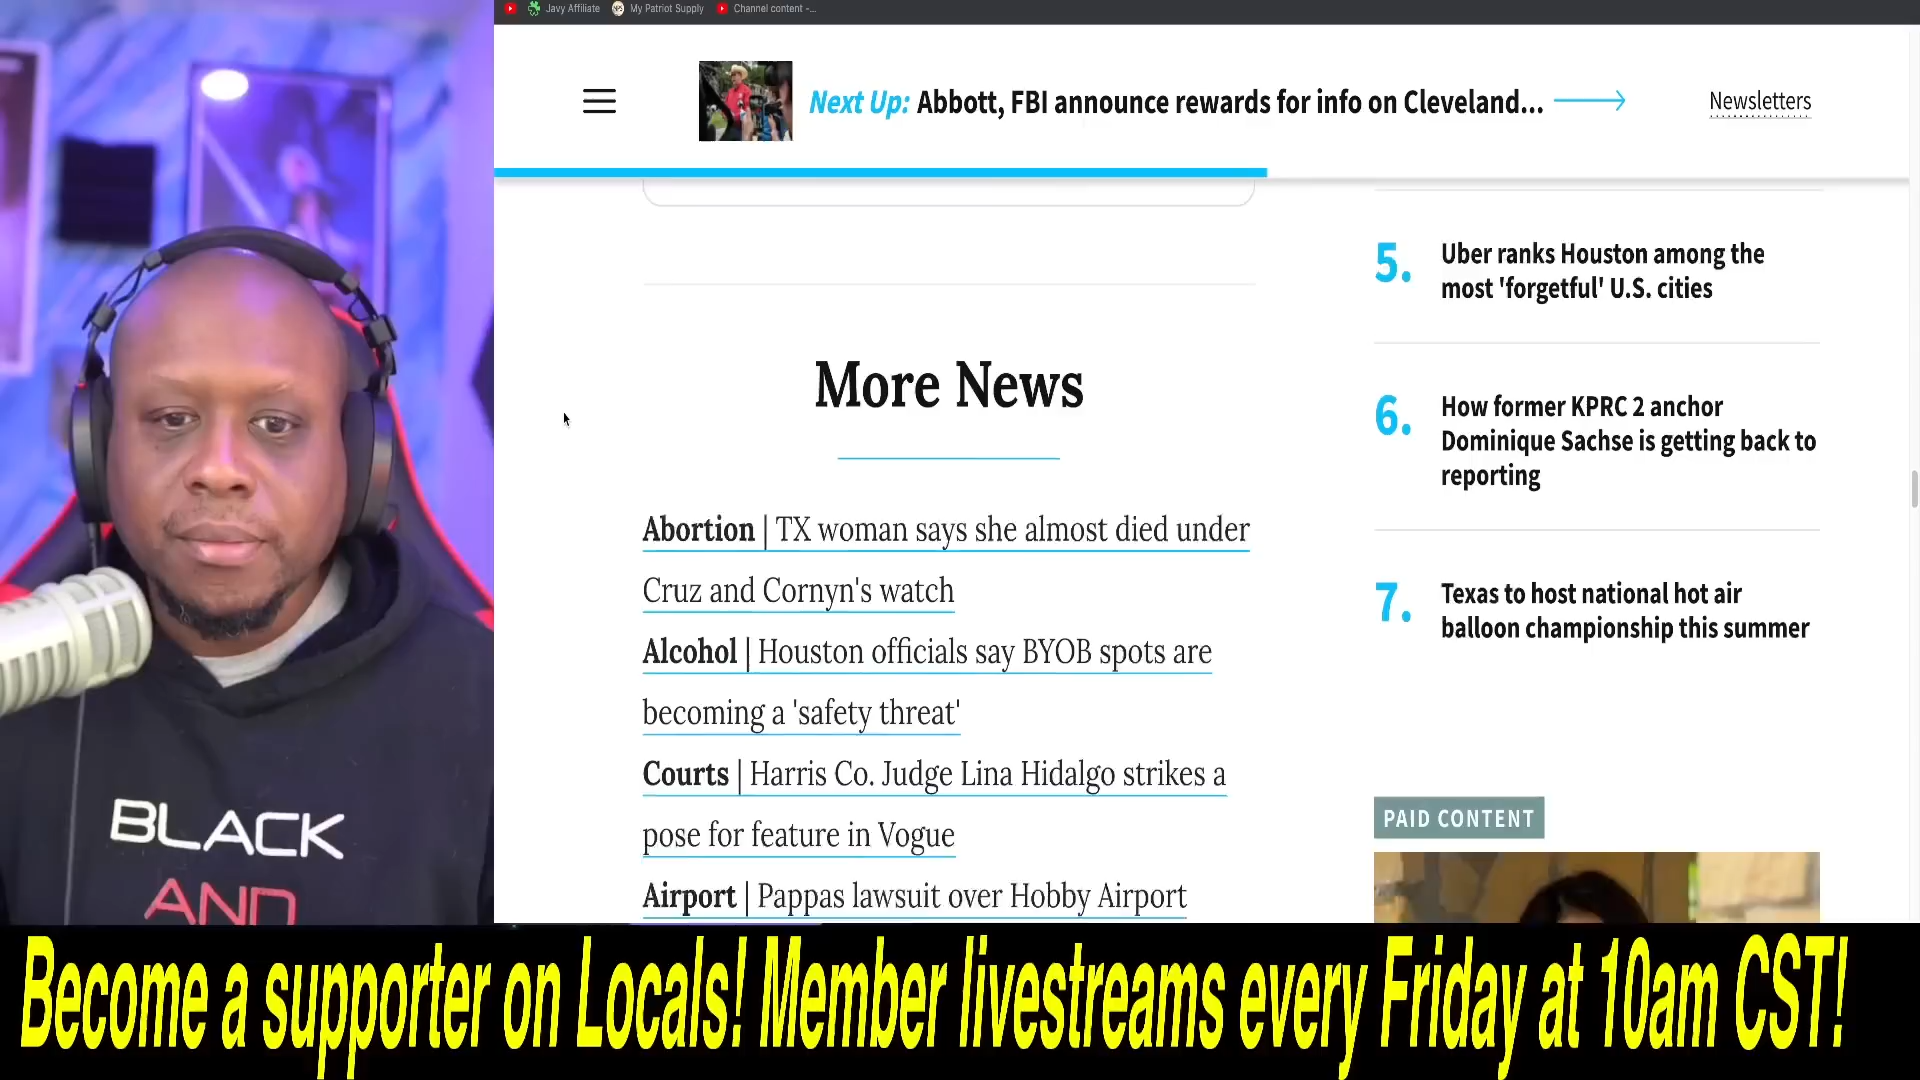 Javy Affiliate My Patriot Supply Channel content -...
Next Up: Abbott, FBI announce rewards for info on Cleveland...
Newsletters
More News
Abortion | TX woman says she almost died under
Cruz and Cornyn's watch
Alcohol | Houston officials say BYOB spots are
becoming a 'safety threat'
Courts | Harris Co. Judge Lina Hidalgo strikes a
pose for feature in Vogue
Airport | Pappas lawsuit over Hobby Airport
5. Uber ranks Houston among the
most 'forgetful' U.S. cities
6. How former KPRC 2 anchor
Dominique Sachse is getting back to
reporting
7. Texas to host national hot air
balloon championship this summer
PAID CONTENT
BLACK
AND
Become a supporter on Locals! Member livestreams every Friday at 10am CST!